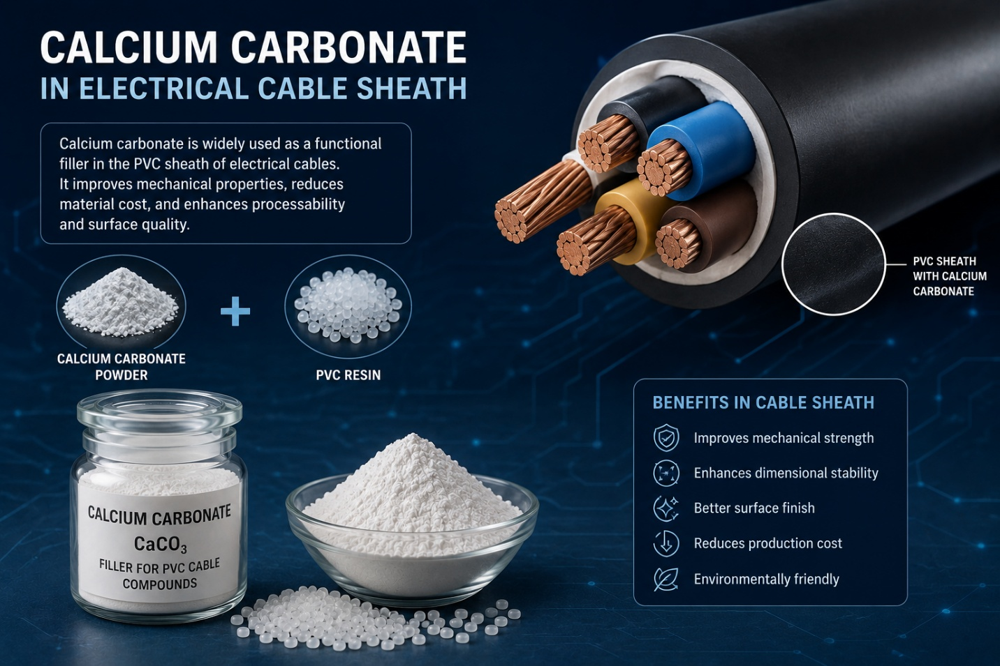 CALCIUM CARBONATE
IN ELECTRICAL CABLE SHEATH
Calcium carbonate is widely used as a functional
filler in the PVC sheath of electrical cables.
It improves mechanical properties, reduces
material cost, and enhances processability
and surface quality.
CALCIUM CARBONATE
POWDER
+
PVC RESIN
PVC SHEATH
WITH CALCIUM
CARBONATE
CALCIUM CARBONATE
CaCO₃
FILLER FOR PVC CABLE
COMPOUNDS
BENEFITS IN CABLE SHEATH
Improves mechanical strength
Enhances dimensional stability
Better surface finish
Reduces production cost
Environmentally friendly